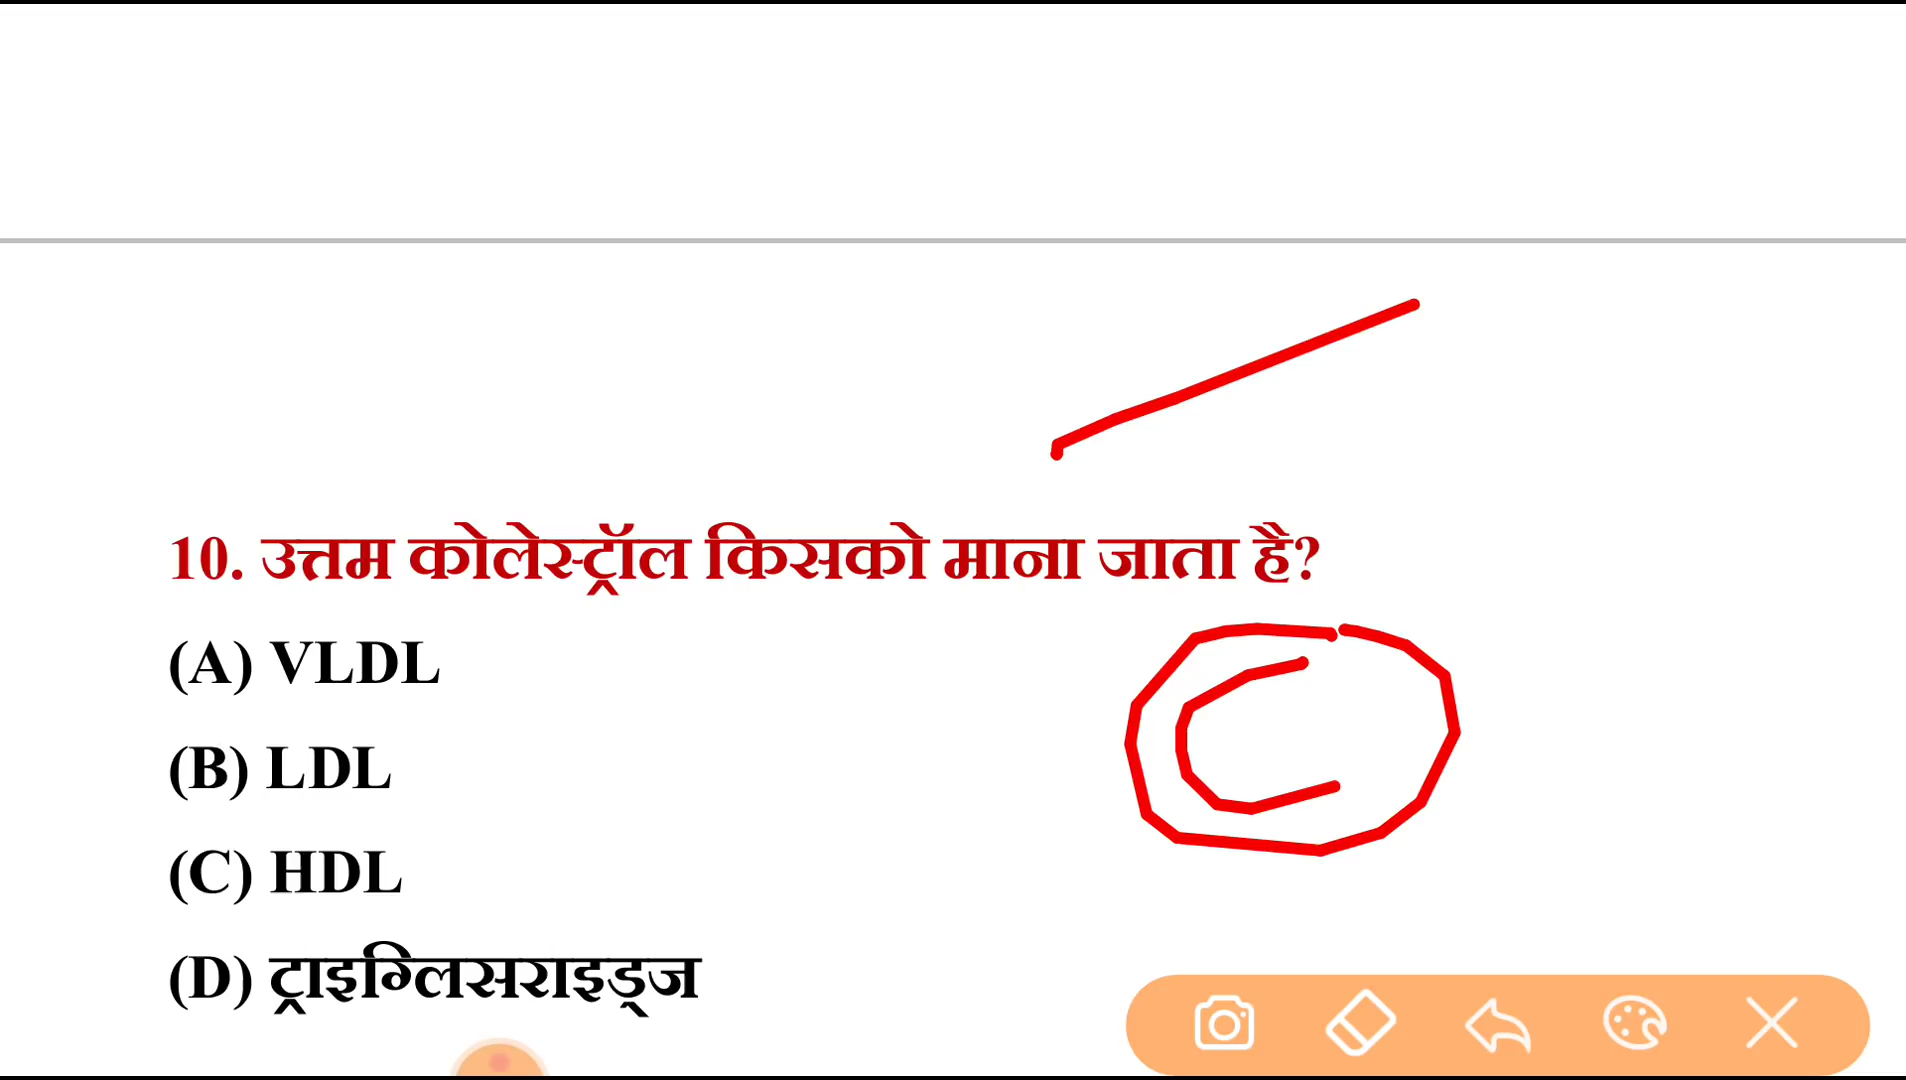 10. उत्तम कोलेस्ट्रॉल किसको माना जाता है?
(A) VLDL
C
(B) LDL
(C) HDL
(D) ट्राइग्लिसराइड्ज